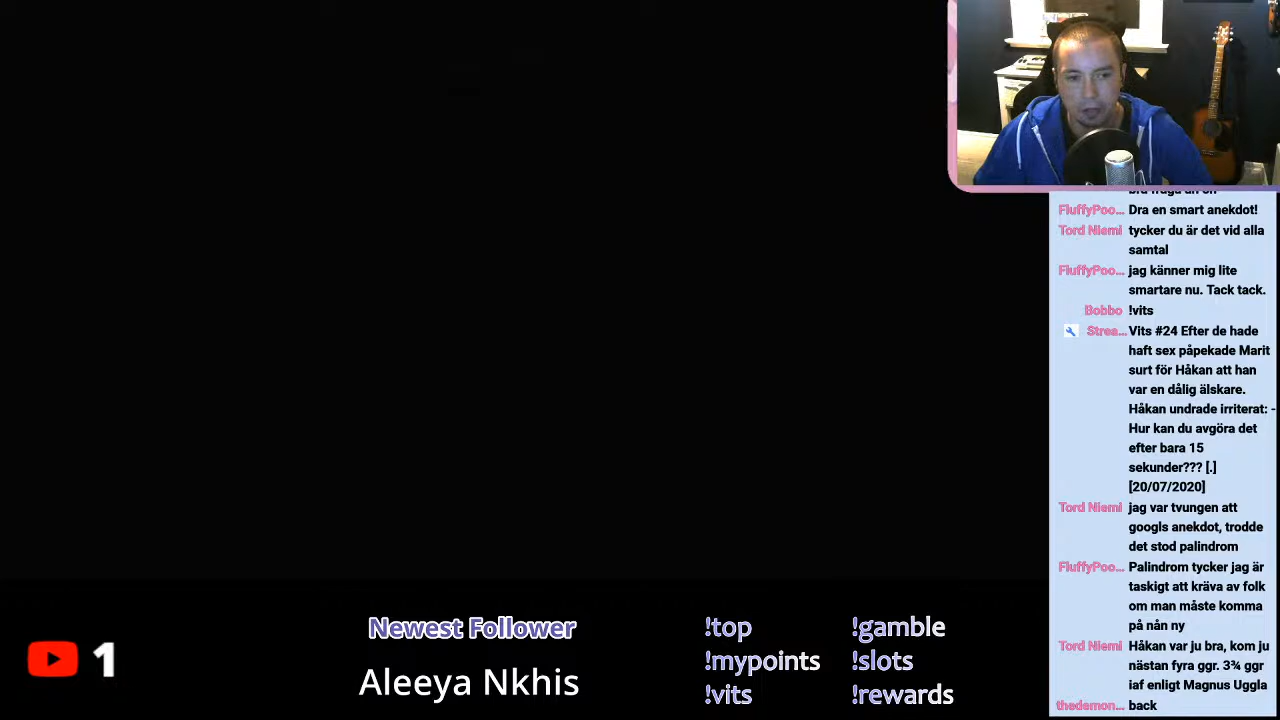 FluffyPoo... Dra en smart anekdot!
Tord Niemi tycker du är det vid alla
samtal
FluffyPoo... jag känner mig lite
smartare nu. Tack tack.
Bobbo !vits
Strea... Vits #24 Efter de hade
haft sex påpekade Marit
surt för Håkan att han
var en dålig älskare.
Håkan undrade irriterat: -
Hur kan du avgöra det
efter bara 15
sekunder??? [.]
[20/07/2020]
Tord Niemi jag var tvungen att
googls anekdot, trodde
det stod palindrom
FluffyPoo... Palindrom tycker jag är
taskigt att kräva av folk
om man måste komma
på nån ny
Tord Niemi Håkan var ju bra, kom ju
nästan fyra ggr. 3¾ ggr
iaf enligt Magnus Uggla
thedemon... back
1
Newest Follower
Aleeya Nkhis
!top !gamble
!mypoints !slots
!vits !rewards